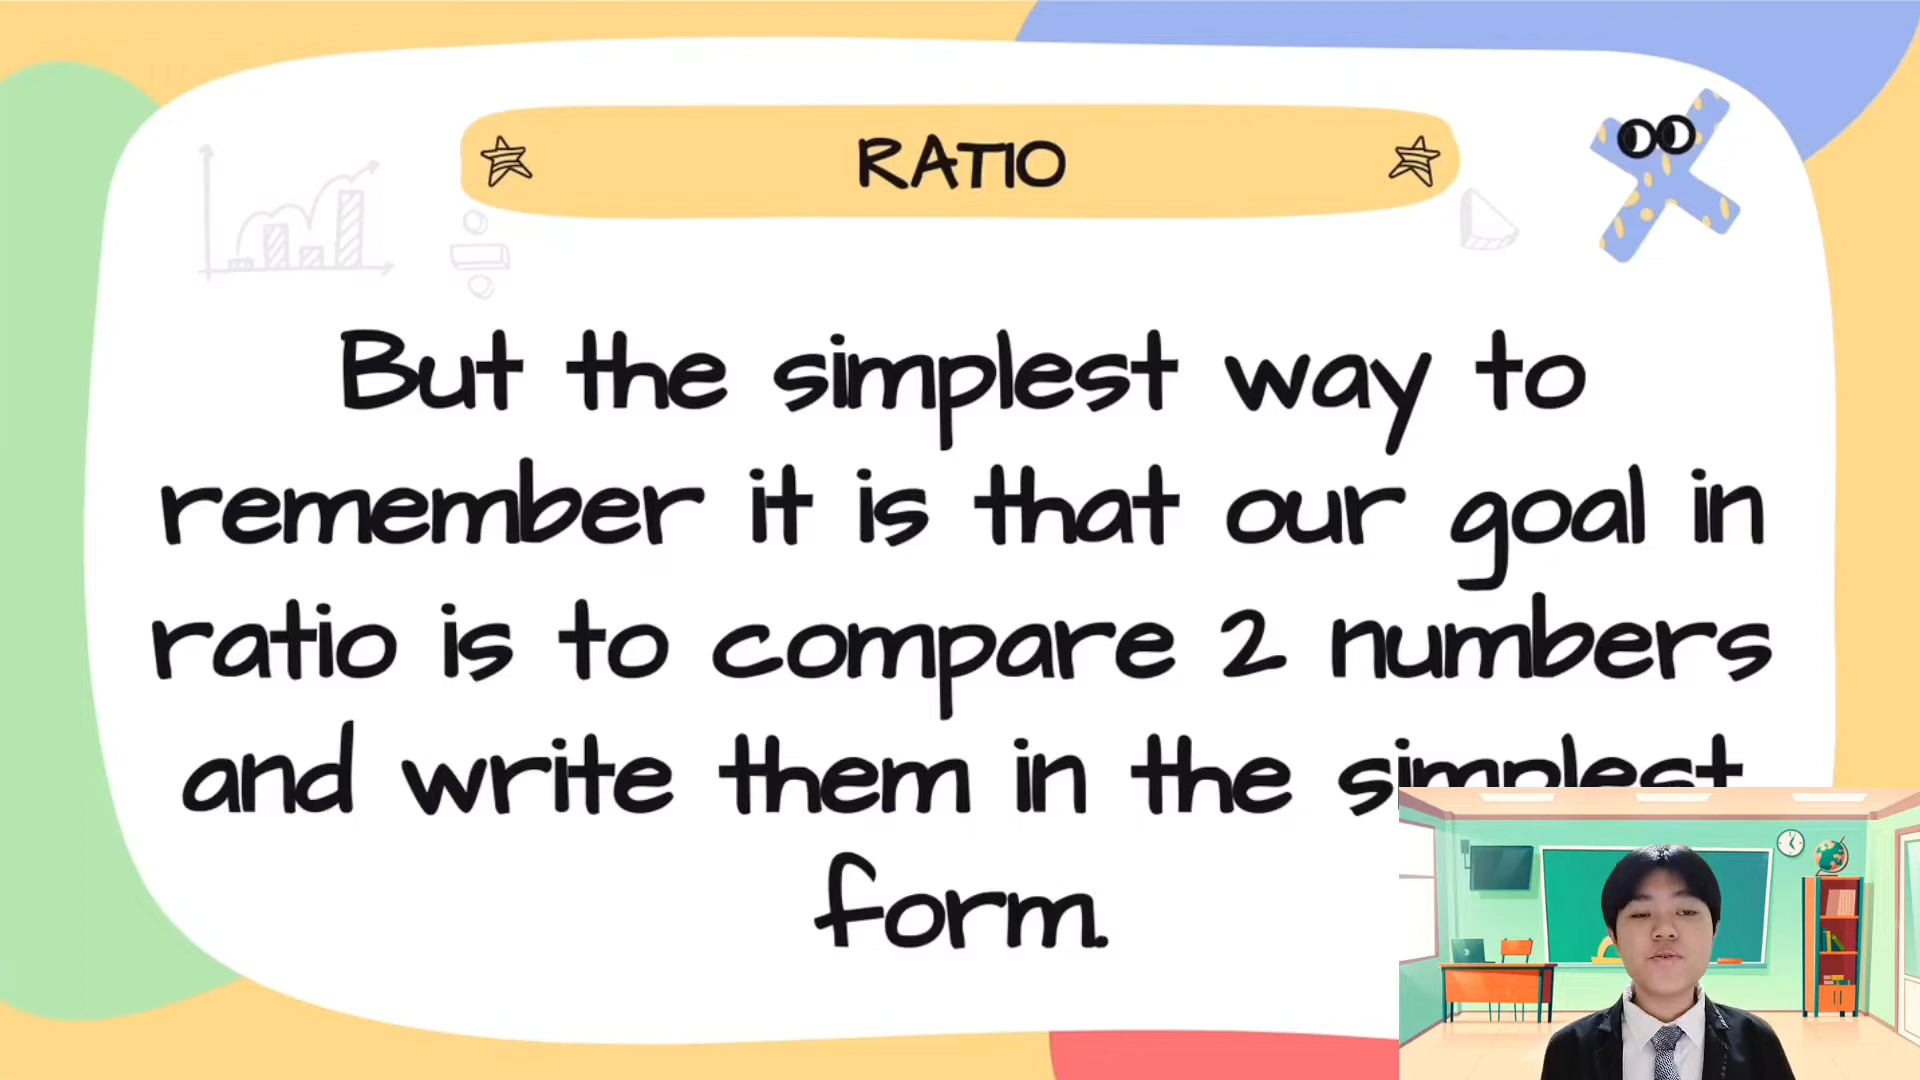 RATIO
But the simplest way to
remember it is that our goal in
ratio is to compare 2 numbers
and write them in the simplest
form.